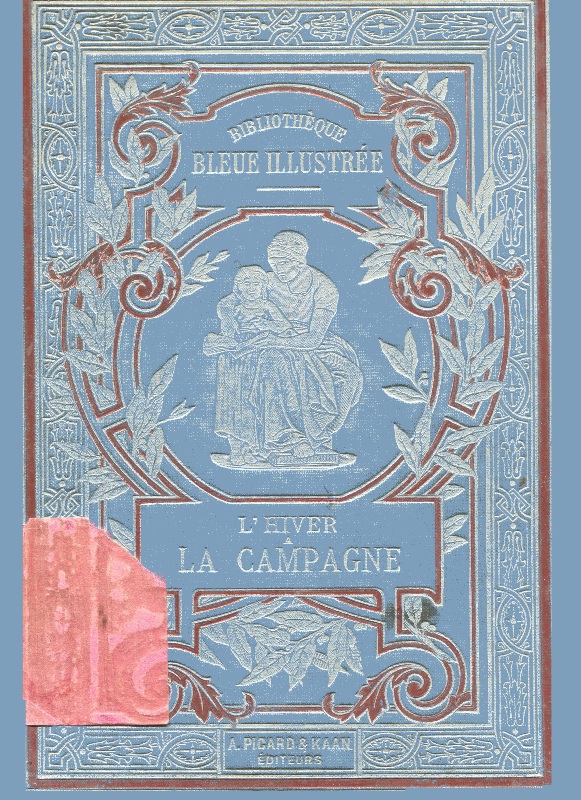 BIBLIOTHÈQUE
BLEUE ILLUSTRÉE
L'HIVER
A
LA CAMPAGNE
A. PICARD & KAAN
ÉDITEURS